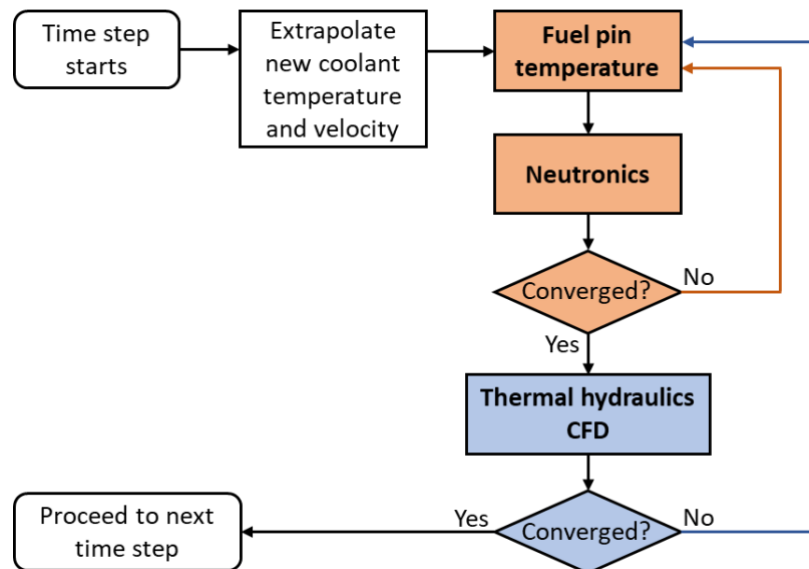 Time step
starts
Extrapolate
new coolant
temperature
and velocity
Fuel pin
temperature
Neutronics
Converged?
No
Yes
Thermal hydraulics
CFD
Converged?
No
Yes
Proceed to next
time step